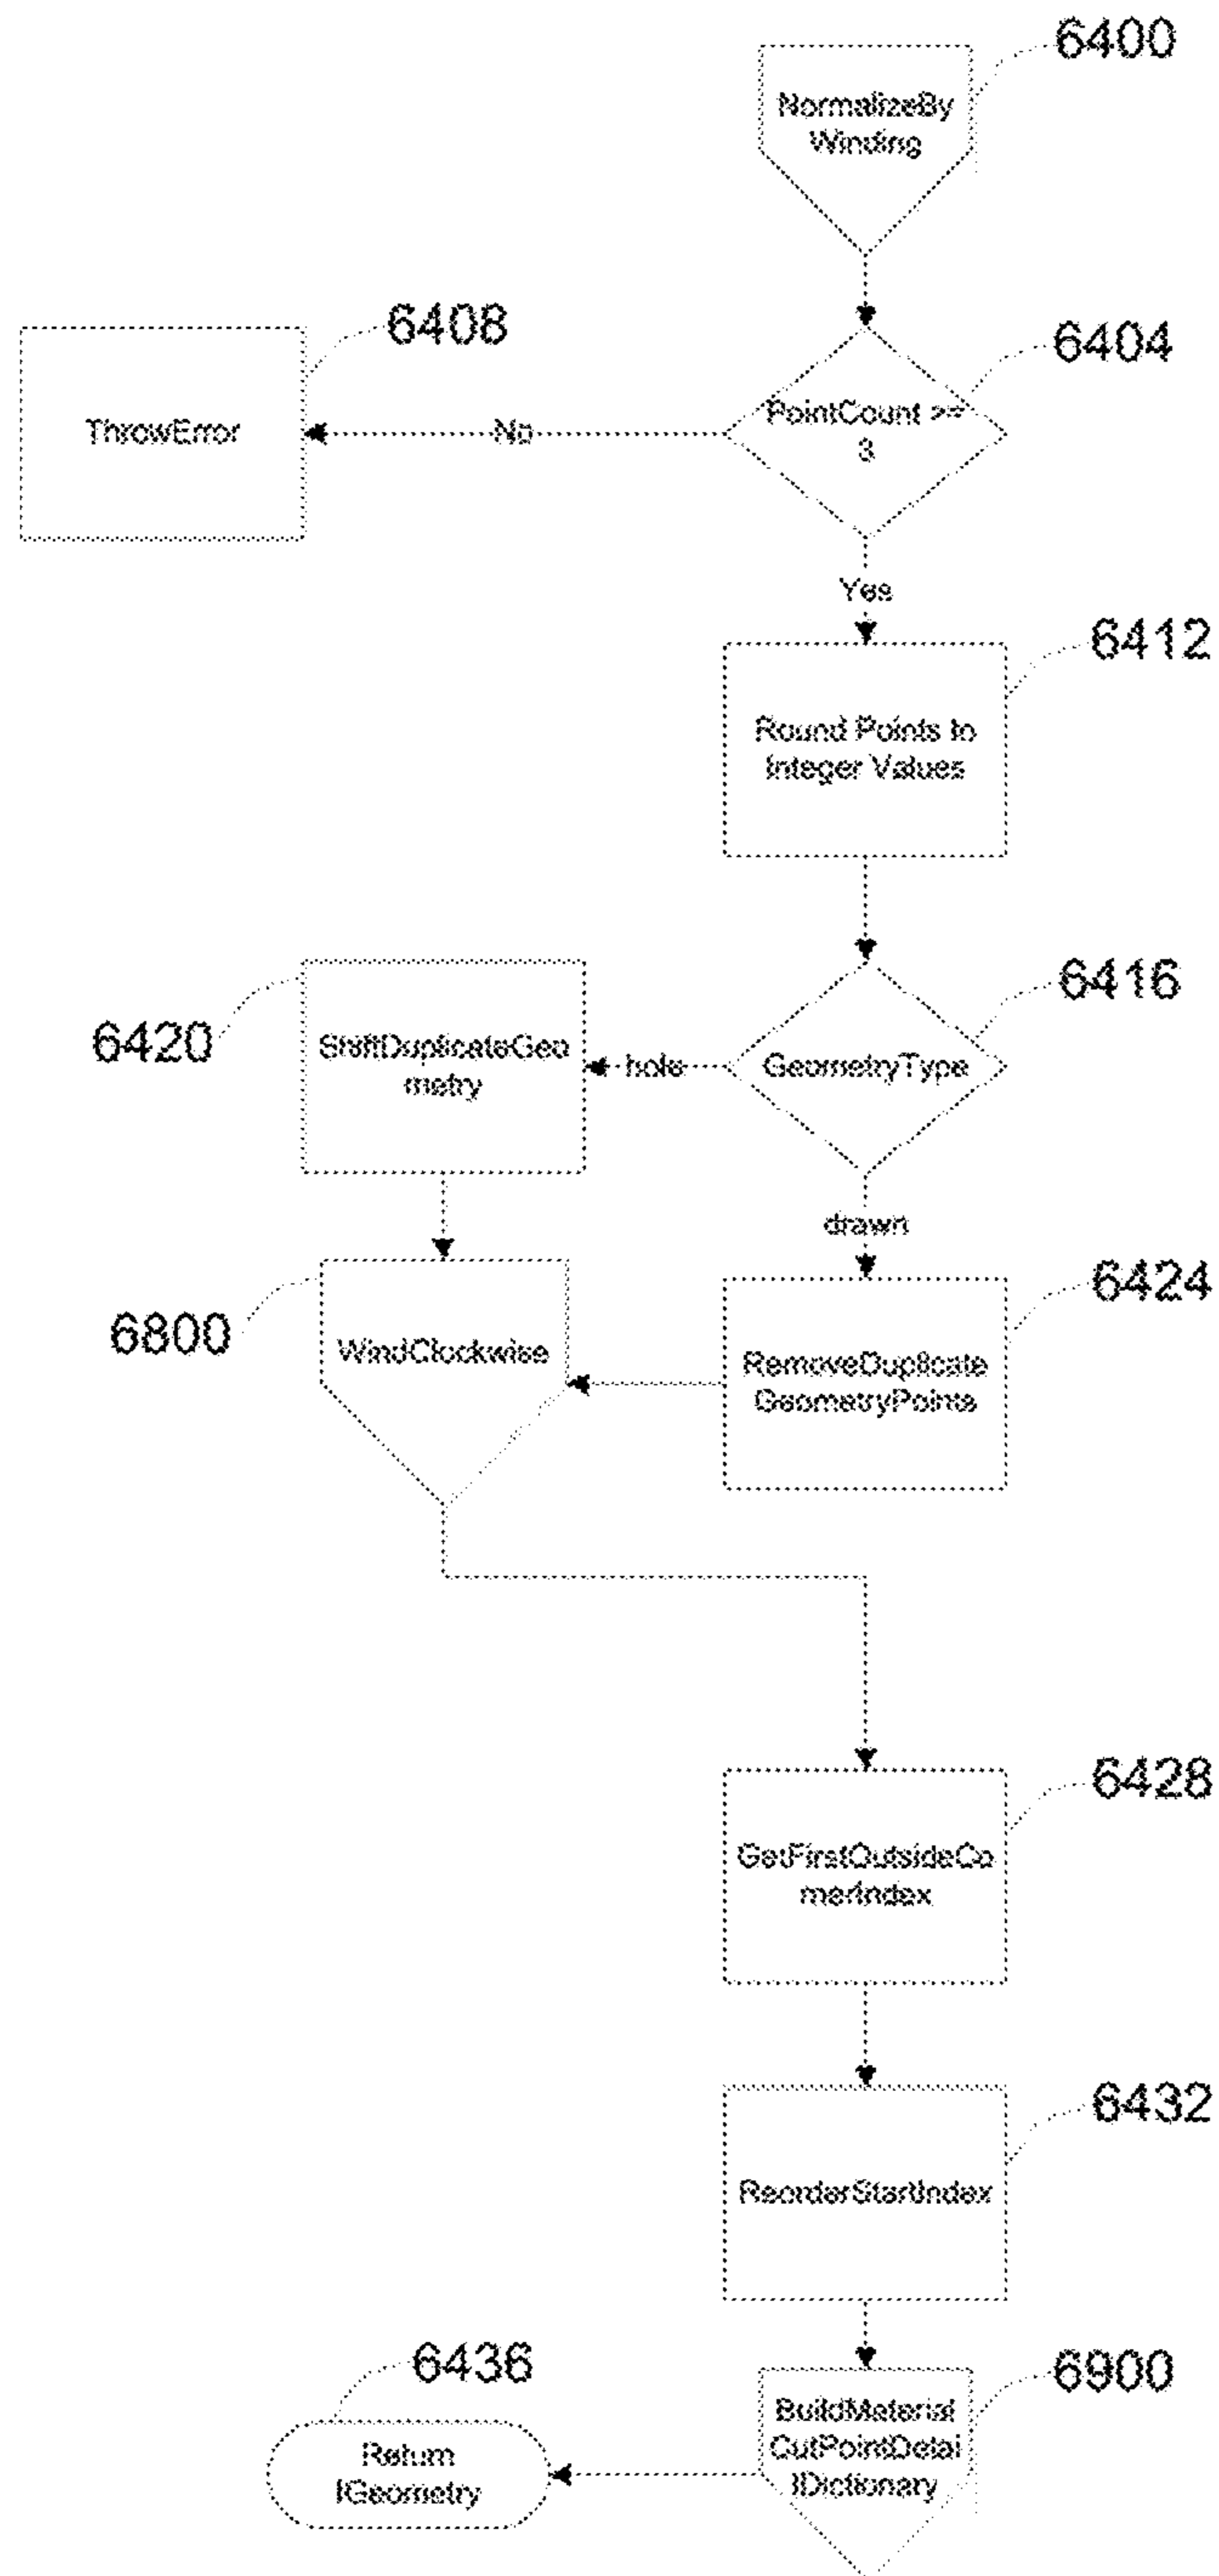 6400
NormalizeBy
Winding
6408
6404
ThrowError
No
PointCount >=
3
Yes
6412
Round Points to
Integer Values
6416
6420
ShiftDuplicateGeo
metry
hole
GeometryType
drawn
6424
6800
WindClockwise
RemoveDuplicate
GeometryPoints
6428
GetFirstOutsideCo
rnerIndex
6432
ReorderStartIndex
6436
6900
BuildMaterial
CutPointDetai
lDictionary
Return
IGeometry